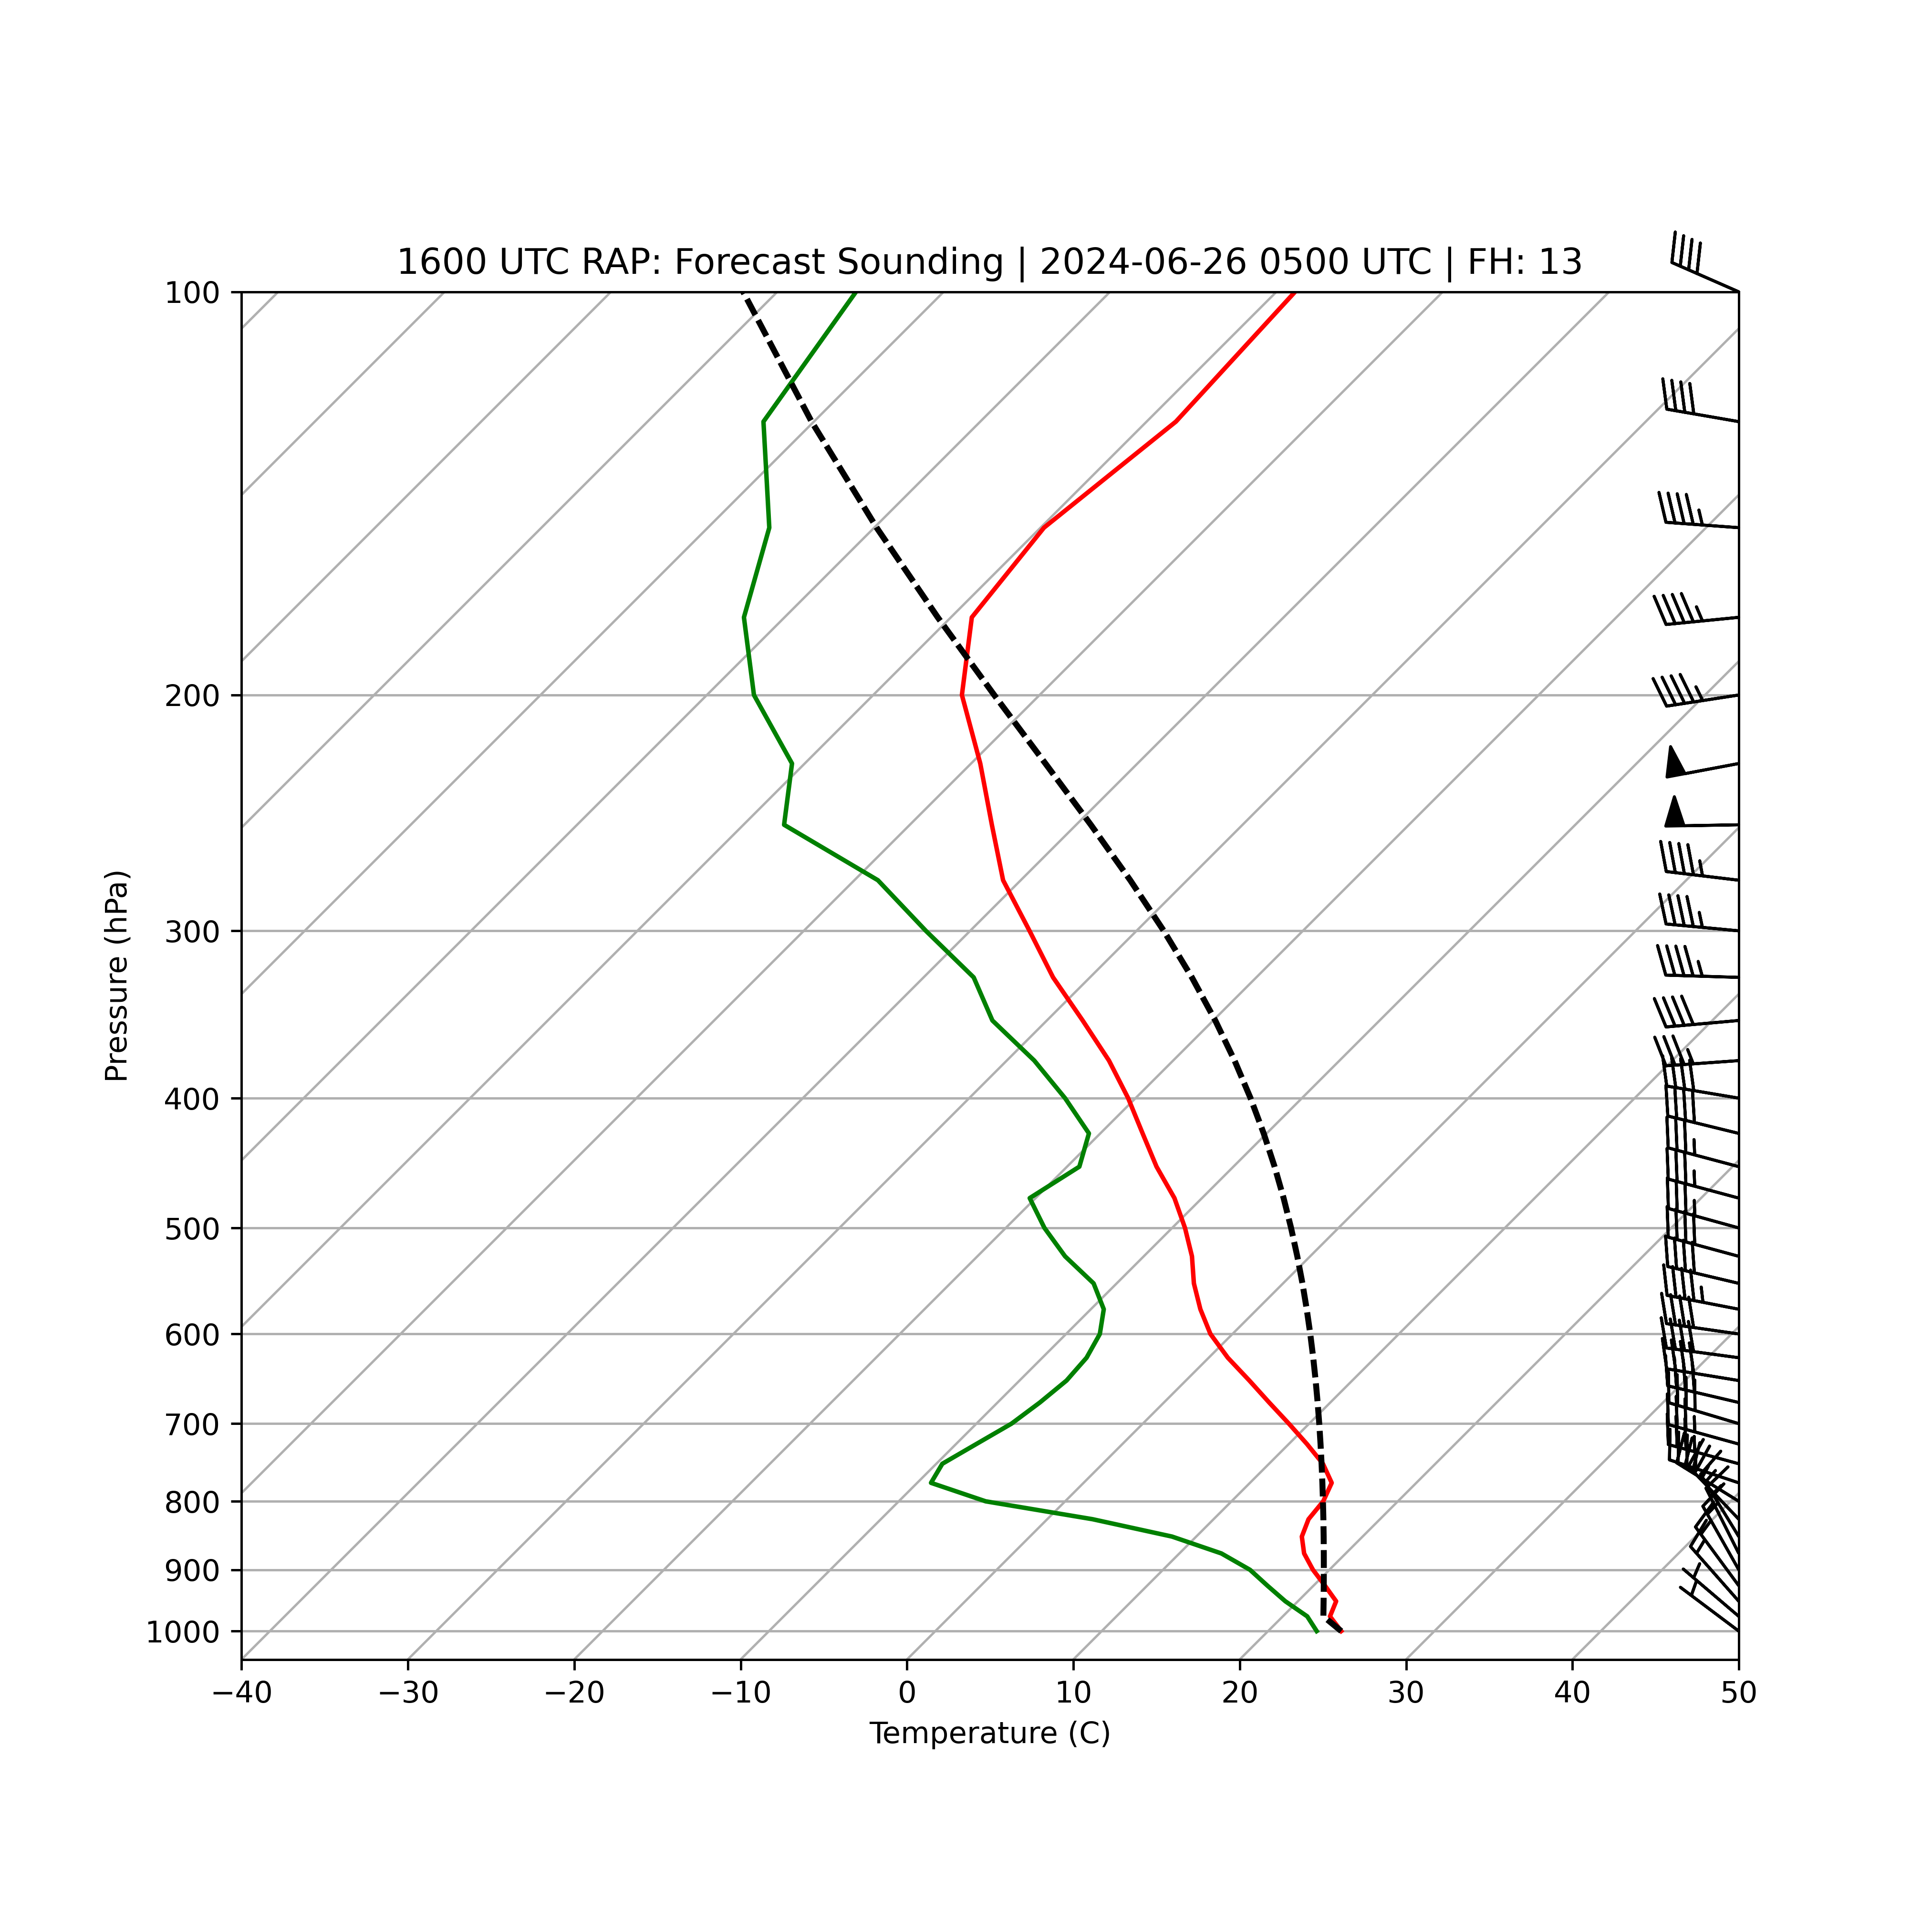 1600 UTC RAP: Forecast Sounding | 2024-06-26 0500 UTC | FH: 13
100
200
300
400
500
600
700
800
900
1000
Pressure (hPa)
−40 −30 −20 −10 0 10 20 30 40 50
Temperature (C)